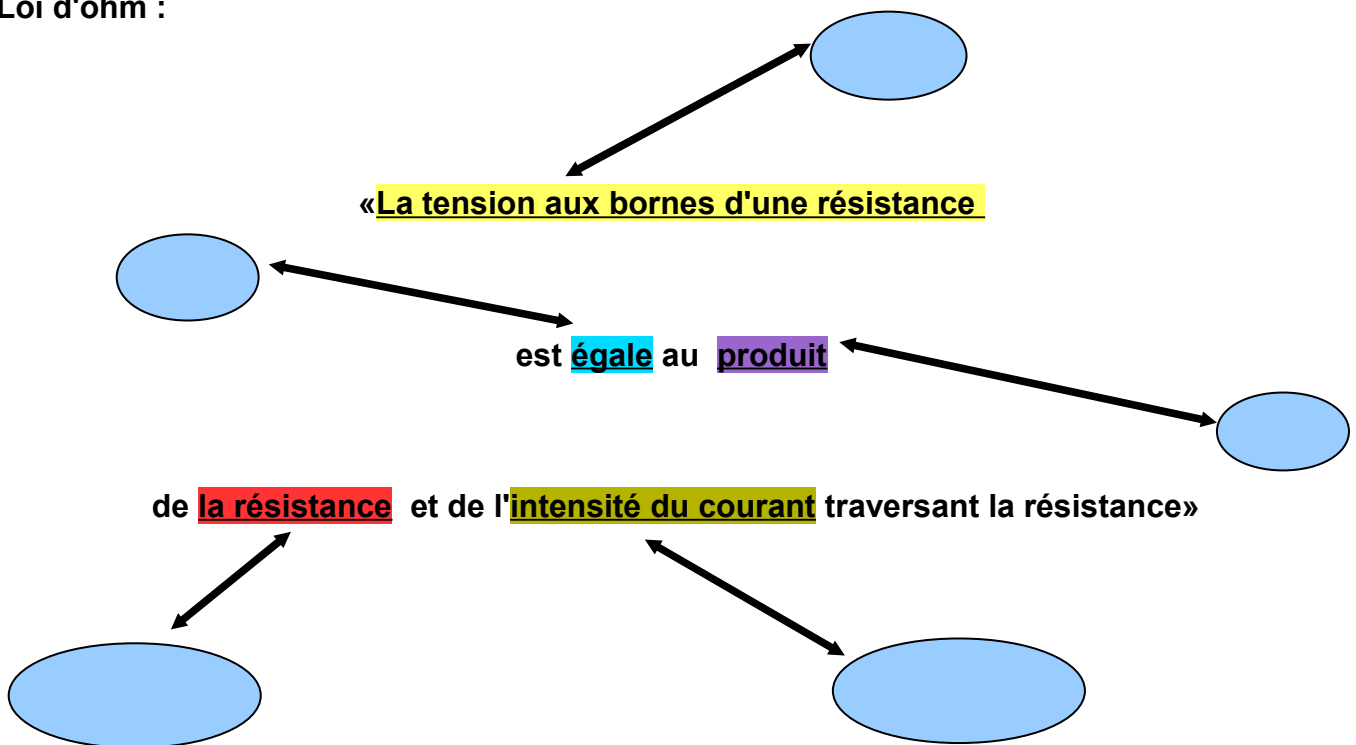 Loi d'ohm :
«La tension aux bornes d'une résistance
est égale au produit
de la résistance et de l'intensité du courant traversant la résistance»